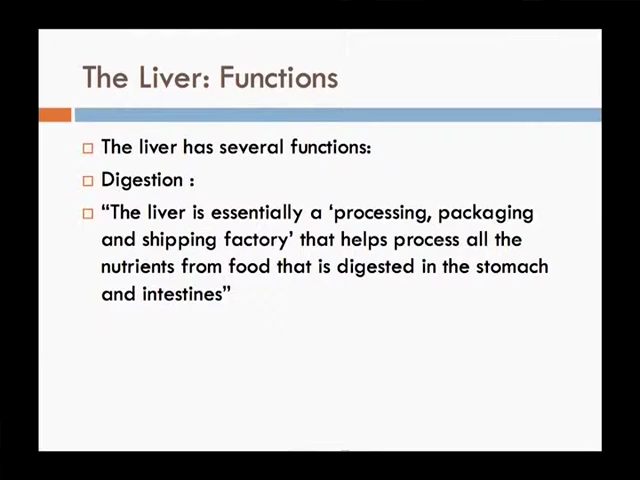 The Liver: Functions
The liver has several functions:
Digestion :
“The liver is essentially a ‘processing, packaging
and shipping factory’ that helps process all the
nutrients from food that is digested in the stomach
and intestines”